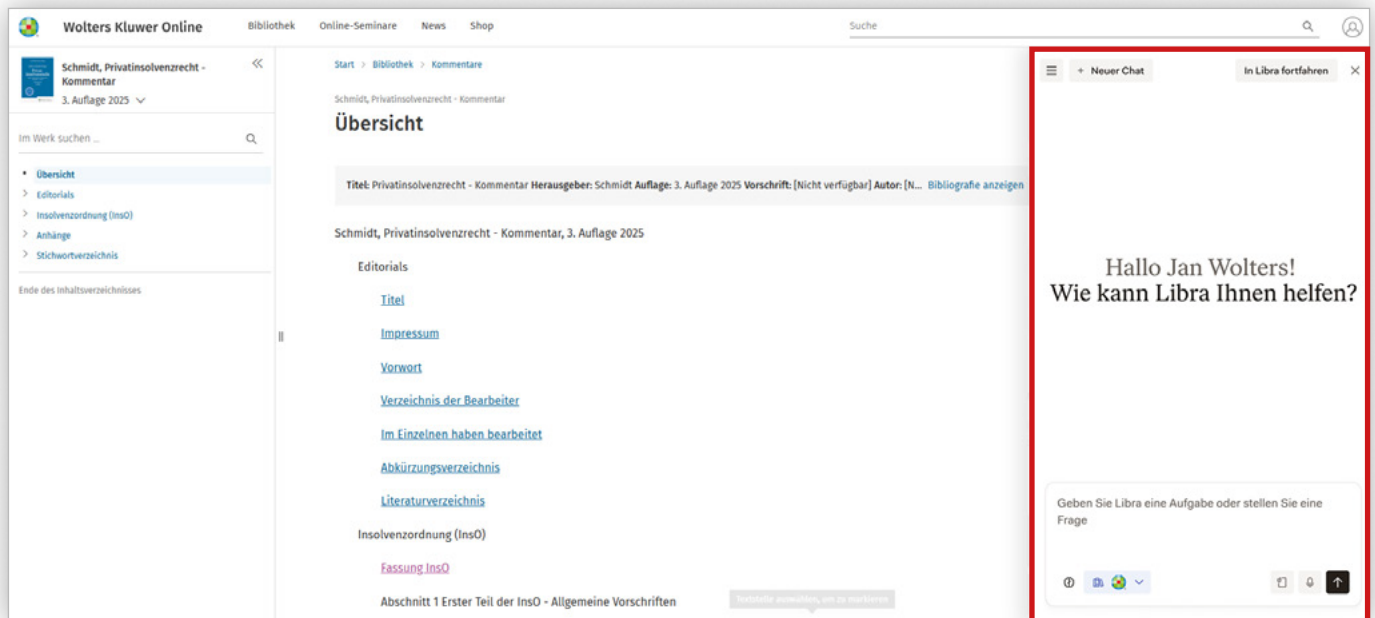 Wolters Kluwer Online
Bibliothek
Online-Seminare
News
Shop
Suche
Schmidt, Privatinsolvenzrecht -
Kommentar
3. Auflage 2025
Im Werk suchen ...
Übersicht
Editorials
Insolvenzordnung (InsO)
Anhänge
Stichwortverzeichnis
Ende des Inhaltsverzeichnisses
Start > Bibliothek > Kommentare
Schmidt, Privatinsolvenzrecht - Kommentar
Übersicht
Titel: Privatinsolvenzrecht - Kommentar Herausgeber: Schmidt Auflage: 3. Auflage 2025 Vorschrift: [Nicht verfügbar] Autor: [N... Bibliografie anzeigen
Schmidt, Privatinsolvenzrecht - Kommentar, 3. Auflage 2025
Editorials
Titel
Impressum
Vorwort
Verzeichnis der Bearbeiter
Im Einzelnen haben bearbeitet
Abkürzungsverzeichnis
Literaturverzeichnis
Insolvenzordnung (InsO)
Fassung InsO
Abschnitt 1 Erster Teil der InsO - Allgemeine Vorschriften
Textstelle auswählen, um zu markieren
+ Neuer Chat
In Libra fortfahren
Hallo Jan Wolters!
Wie kann Libra Ihnen helfen?
Geben Sie Libra eine Aufgabe oder stellen Sie eine
Frage